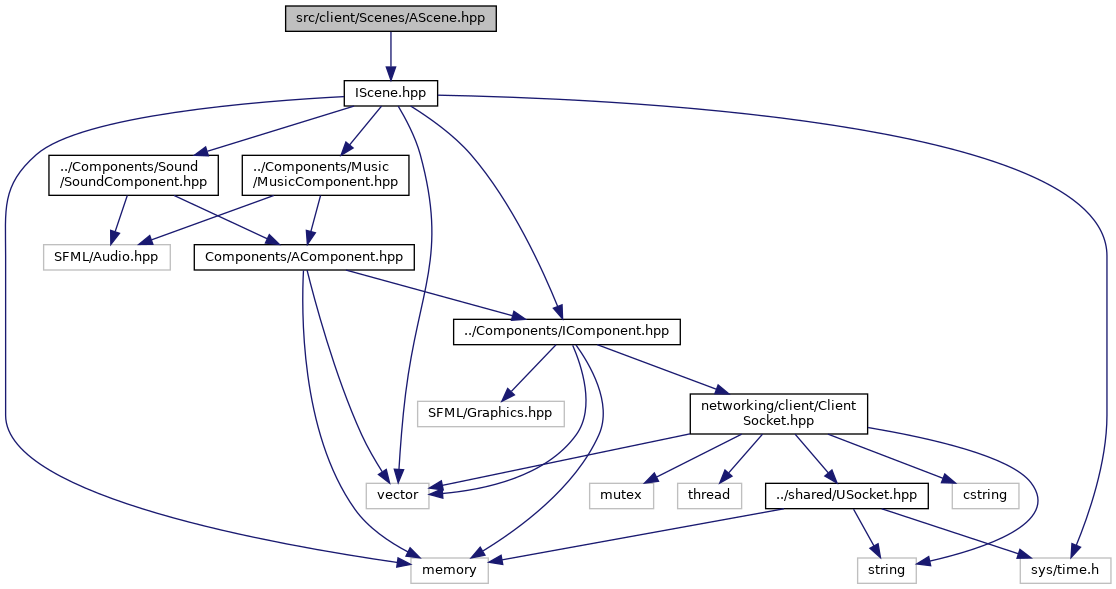 src/client/Scenes/AScene.hpp
IScene.hpp
../Components/Sound
/SoundComponent.hpp
../Components/Music
/MusicComponent.hpp
SFML/Audio.hpp
Components/AComponent.hpp
../Components/IComponent.hpp
SFML/Graphics.hpp
networking/client/Client
Socket.hpp
vector
mutex
thread
../shared/USocket.hpp
cstring
memory
string
sys/time.h